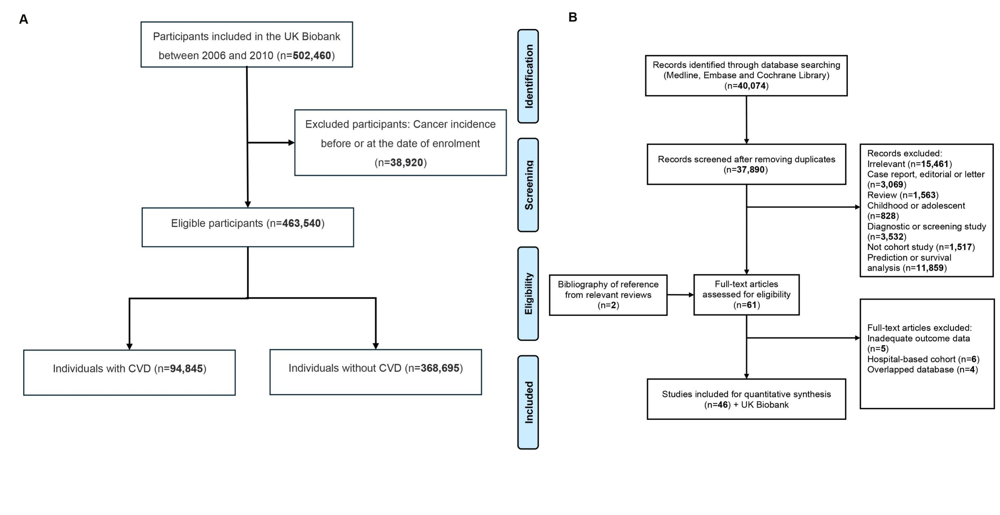 A
Participants included in the UK Biobank
between 2006 and 2010 (n=502,460)
Excluded participants: Cancer incidence
before or at the date of enrolment
(n=38,920)
Eligible participants (n=463,540)
Individuals with CVD (n=94,845)
Individuals without CVD (n=368,695)
B
Identification
Screening
Eligibility
Included
Records identified through database searching
(Medline, Embase and Cochrane Library)
(n=40,074)
Records screened after removing duplicates
(n=37,890)
Records excluded:
Irrelevant (n=15,461)
Case report, editorial or letter
(n=3,069)
Review (n=1,563)
Childhood or adolescent
(n=828)
Diagnostic or screening study
(n=3,532)
Not cohort study (n=1,517)
Prediction or survival
analysis (n=11,859)
Bibliography of reference
from relevant reviews
(n=2)
Full-text articles
assessed for eligibility
(n=61)
Full-text articles excluded:
Inadequate outcome data
(n=5)
Hospital-based cohort (n=6)
Overlapped database (n=4)
Studies included for quantitative synthesis
(n=46) + UK Biobank